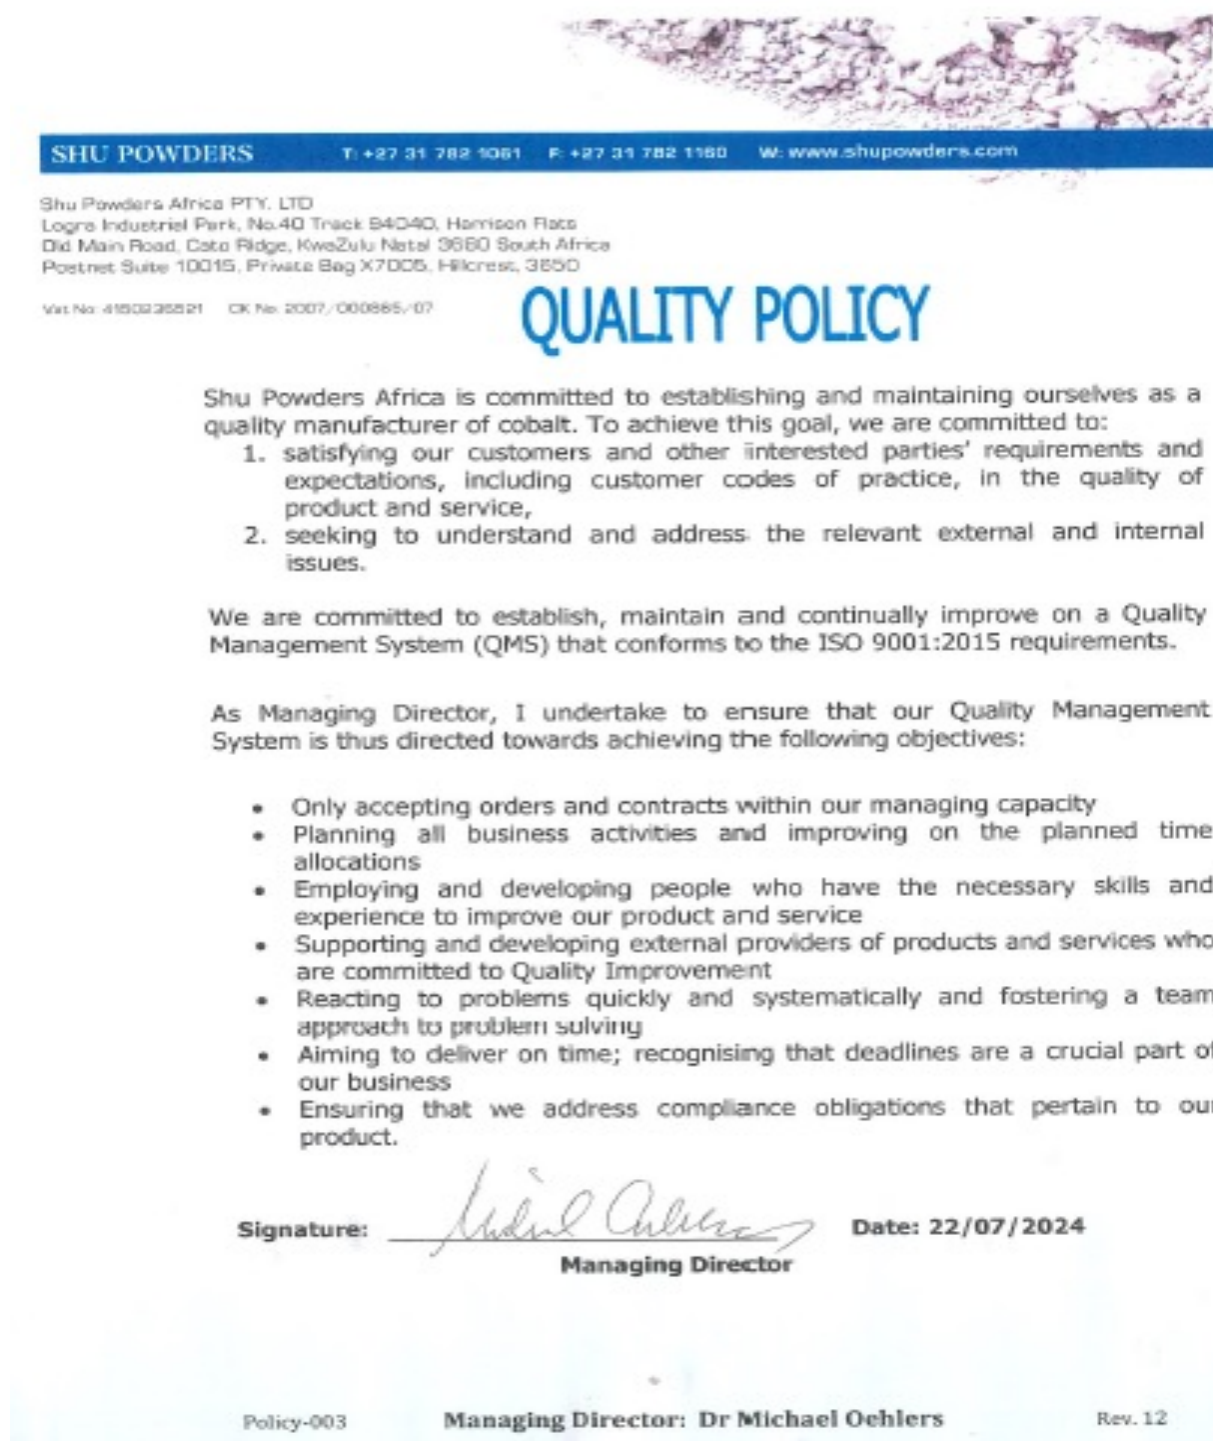 SHU POWDERS T: +27 31 782 1061 F: +27 31 782 1160 W: www.shupowders.com
Shu Powders Africa PTY. LTD
Logra Industrial Park, No.40 Track 94040, Harrison Flats
Old Main Road, Cato Ridge, KwaZulu Natal 3680 South Africa
Postnet Suite 10015, Private Bag X7005, Hillcrest, 3650
Vat No: 4150236521 CK No: 2007/000865/07
QUALITY POLICY
Shu Powders Africa is committed to establishing and maintaining ourselves as a
quality manufacturer of cobalt. To achieve this goal, we are committed to:
1. satisfying our customers and other interested parties' requirements and
expectations, including customer codes of practice, in the quality of
product and service,
2. seeking to understand and address the relevant external and internal
issues.
We are committed to establish, maintain and continually improve on a Quality
Management System (QMS) that conforms to the ISO 9001:2015 requirements.
As Managing Director, I undertake to ensure that our Quality Management
System is thus directed towards achieving the following objectives:
• Only accepting orders and contracts within our managing capacity
• Planning all business activities and improving on the planned time
allocations
• Employing and developing people who have the necessary skills and
experience to improve our product and service
• Supporting and developing external providers of products and services who
are committed to Quality Improvement
• Reacting to problems quickly and systematically and fostering a team
approach to problem solving
• Aiming to deliver on time; recognising that deadlines are a crucial part of
our business
• Ensuring that we address compliance obligations that pertain to our
product.
Signature: Date: 22/07/2024
Managing Director
Policy-003 Managing Director: Dr Michael Oehlers Rev. 12